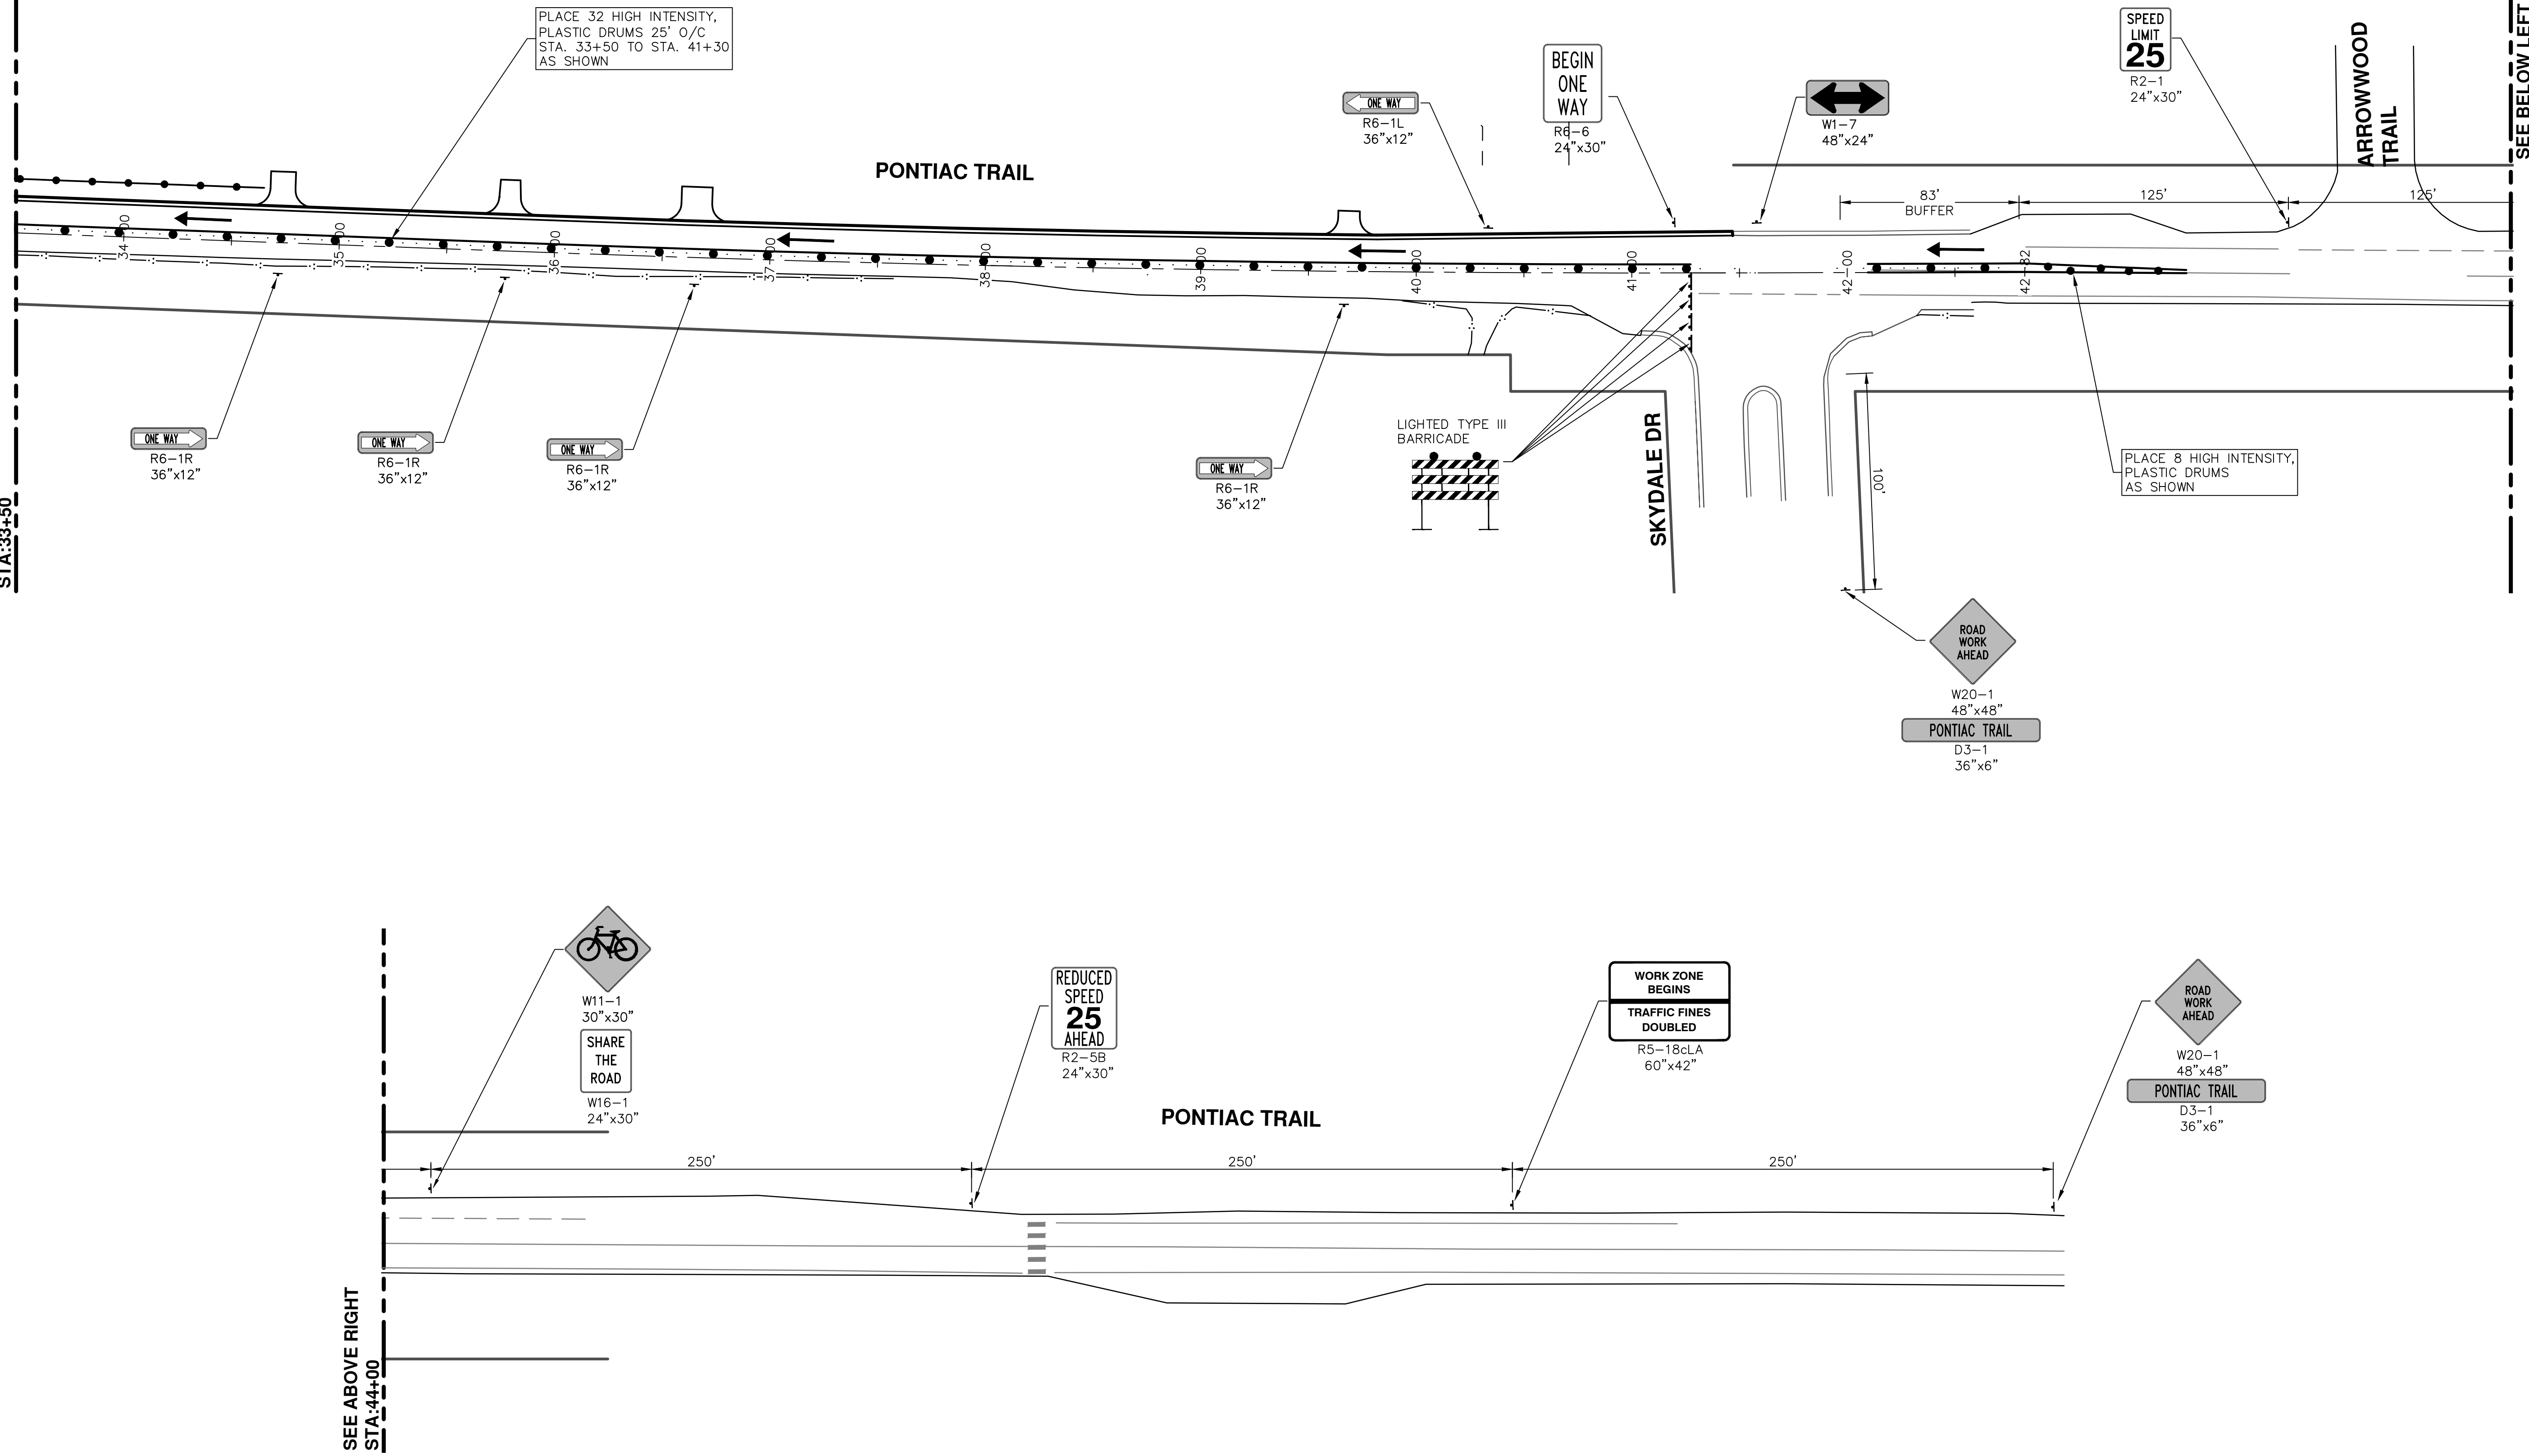 PLACE 32 HIGH INTENSITY,
PLASTIC DRUMS 25' O/C
STA. 33+50 TO STA. 41+30
AS SHOWN
BEGIN
ONE
WAY
R6-6
24"x30"
ONE WAY
R6-1L
36"x12"
W1-7
48"x24"
SPEED
LIMIT
25
R2-1
24"x30"
ARROWWOOD
TRAIL
SEE BELOW LEFT
PONTIAC TRAIL
83'
BUFFER
125'
125'
34+00
35+00
36+00
37+00
38+00
39+00
40+00
41+00
42+00
42+82
STA:33+50
ONE WAY
R6-1R
36"x12"
ONE WAY
R6-1R
36"x12"
ONE WAY
R6-1R
36"x12"
ONE WAY
R6-1R
36"x12"
LIGHTED TYPE III
BARRICADE
SKYDALE DR
100'
PLACE 8 HIGH INTENSITY,
PLASTIC DRUMS
AS SHOWN
ROAD
WORK
AHEAD
W20-1
48"x48"
PONTIAC TRAIL
D3-1
36"x6"
W11-1
30"x30"
SHARE
THE
ROAD
W16-1
24"x30"
REDUCED
SPEED
25
AHEAD
R2-5B
24"x30"
WORK ZONE
BEGINS
TRAFFIC FINES
DOUBLED
R5-18cLA
60"x42"
ROAD
WORK
AHEAD
W20-1
48"x48"
PONTIAC TRAIL
D3-1
36"x6"
PONTIAC TRAIL
250'
250'
250'
SEE ABOVE RIGHT
STA:44+00